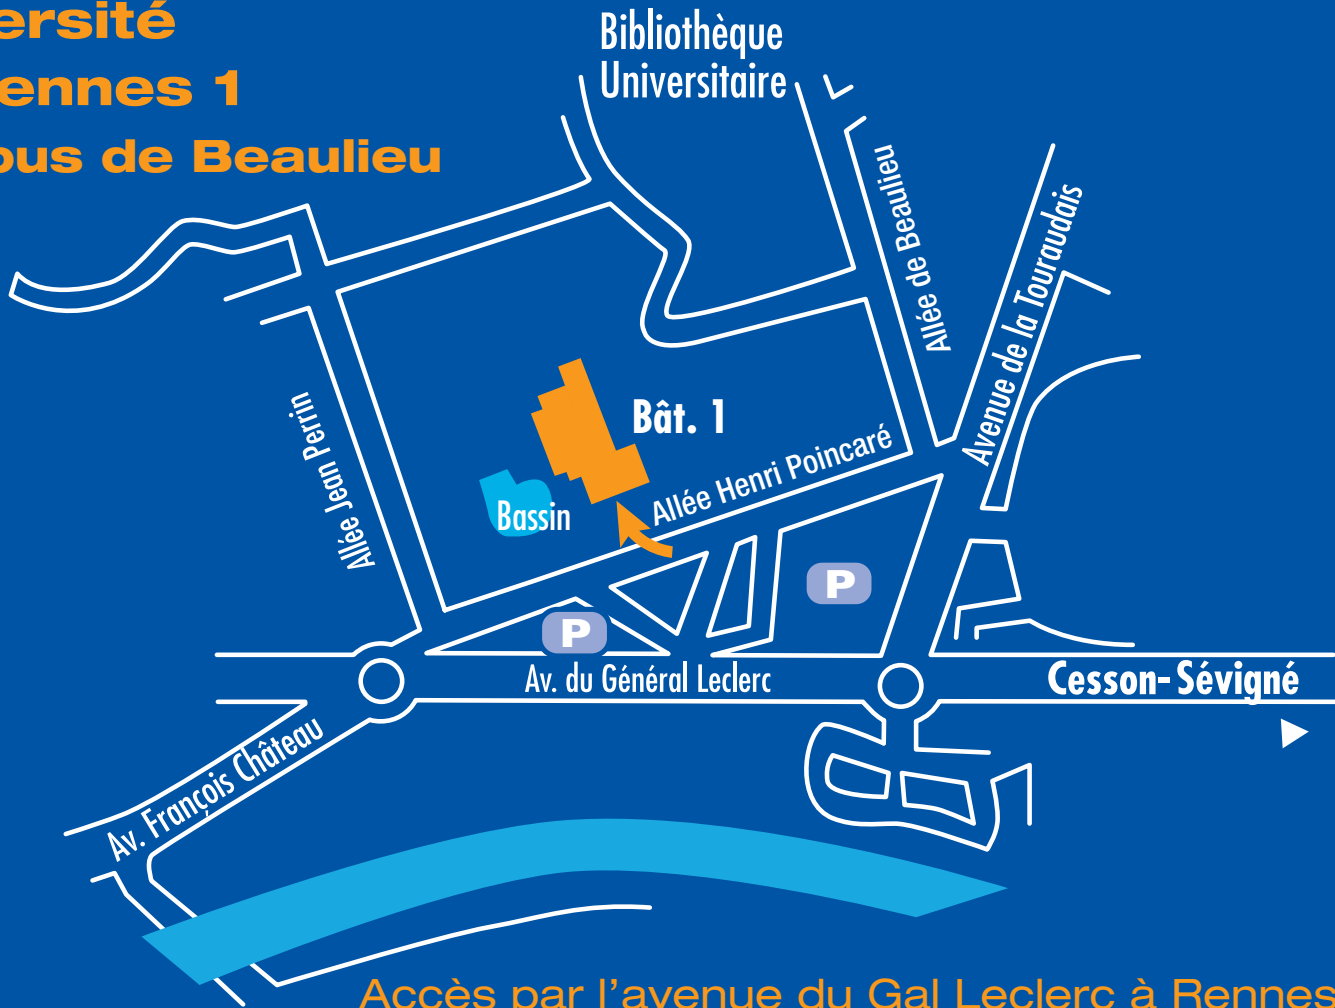 ersité
ennes 1
ous de Beaulieu
Bibliothèque
Universitaire
Allée de Beaulieu
Avenue de la Touraudais
Allée Jean Perrin
Bât. 1
Allée Henri Poincaré
Bassin
P
P
Av. du Général Leclerc
Cesson-Sévigné
Av. François Château
Accès par l'avenue du Gal Leclerc à Rennes